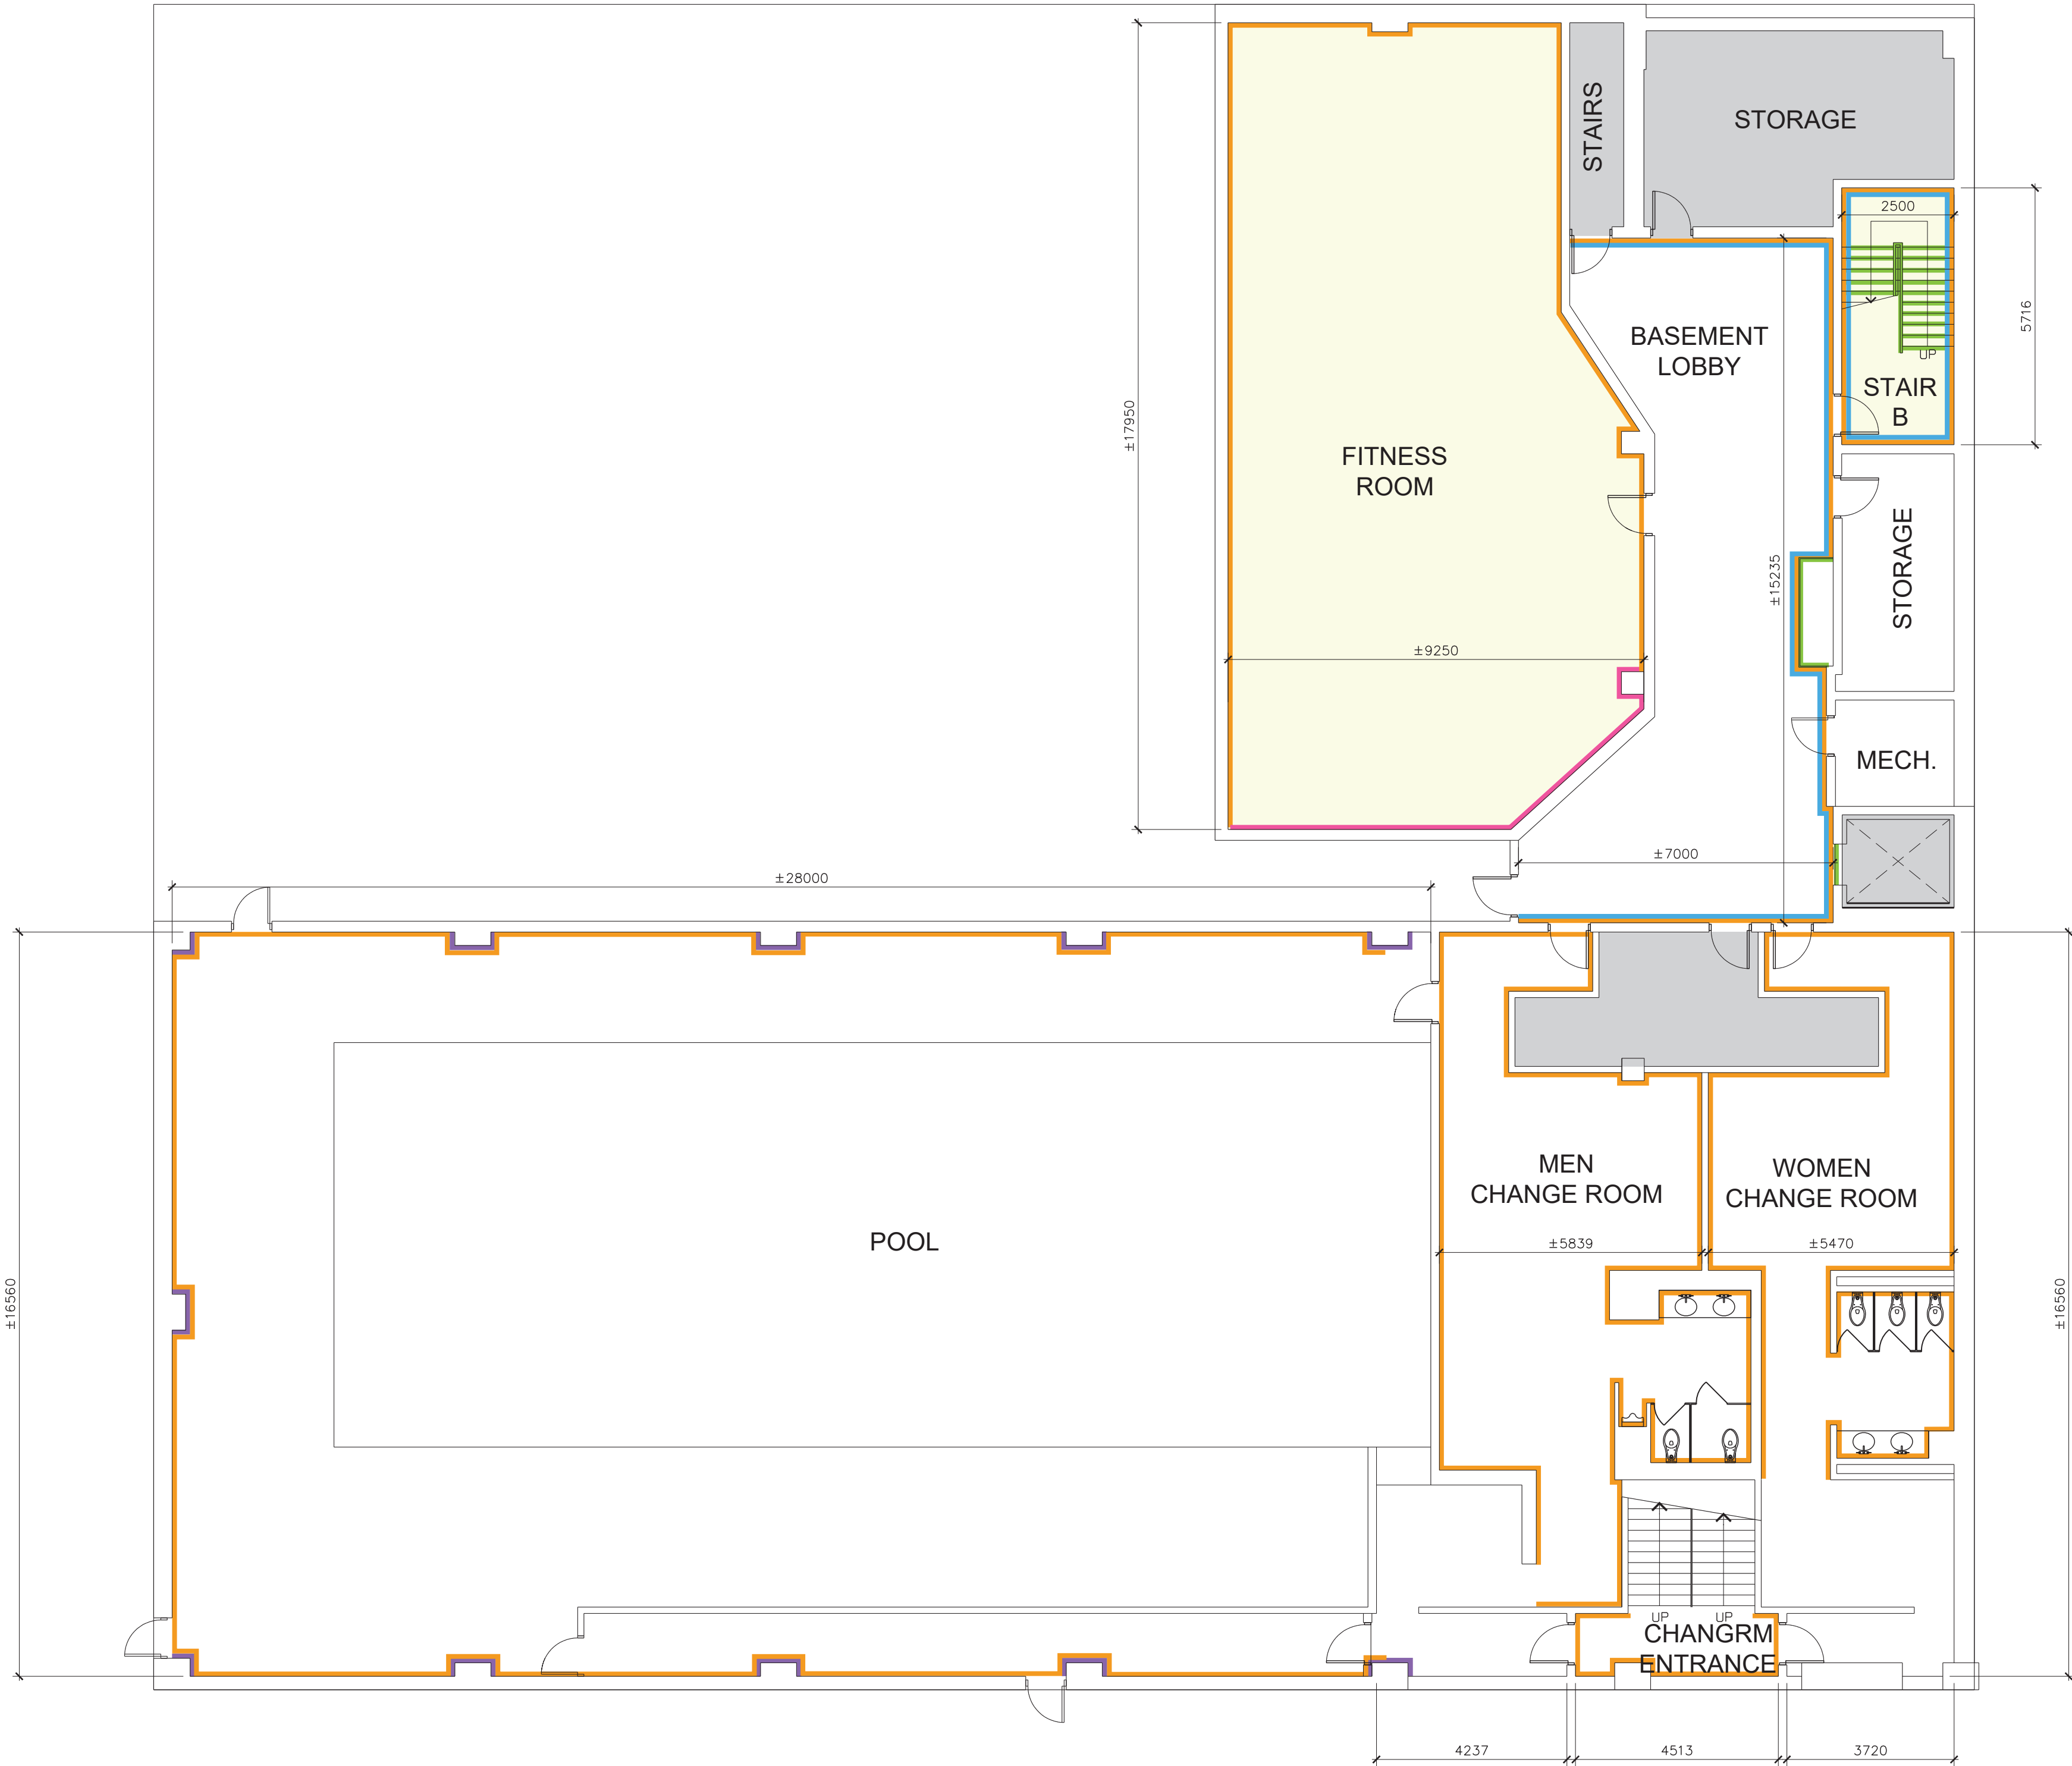 STAIRS
STORAGE
2500
5716
UP
STAIR
B
BASEMENT
LOBBY
±17950
FITNESS
ROOM
STORAGE
±15235
±9250
MECH.
±7000
±28000
±16560
POOL
MEN
CHANGE ROOM
WOMEN
CHANGE ROOM
±5839
±5470
±16560
UP
UP
CHANGRM
ENTRANCE
4237
4513
3720